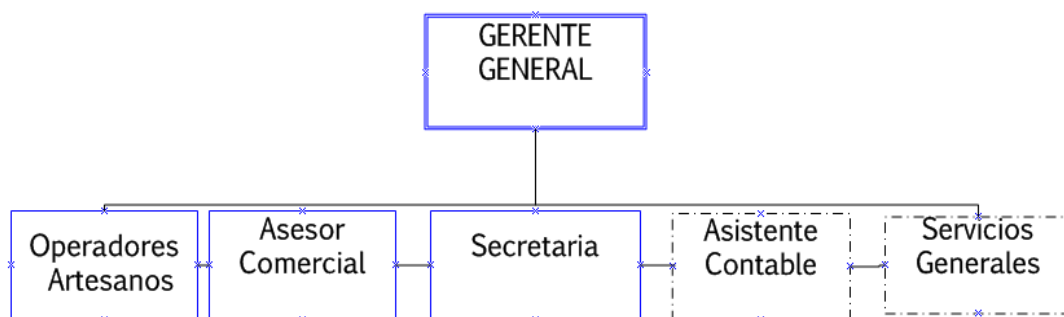 GERENTE
GENERAL
Operadores
Artesanos
Asesor
Comercial
Secretaria
Asistente
Contable
Servicios
Generales